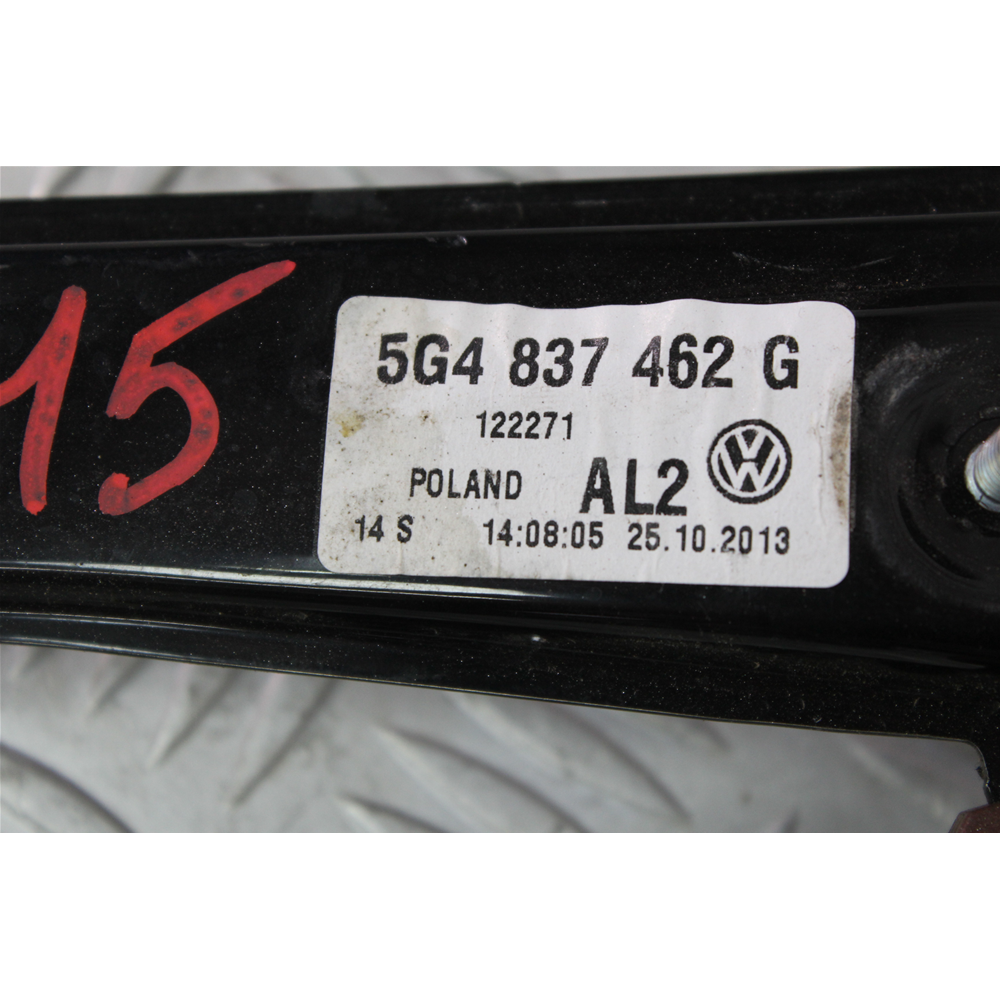 15
5G4 837 462 G
122271
POLAND AL2
14 S 14:08:05 25.10.2013